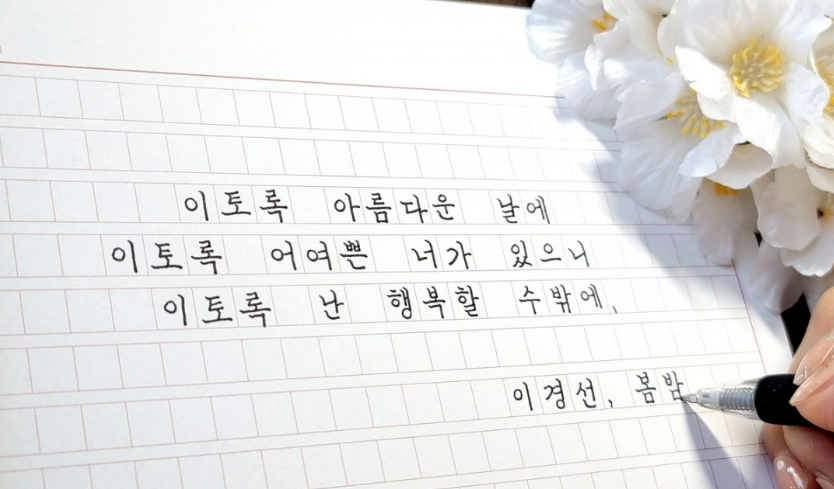 이토록 아름다운 날에
이토록 어여쁜 너가 있으니
이토록 난 행복할 수밖에,
이경선, 봄밤